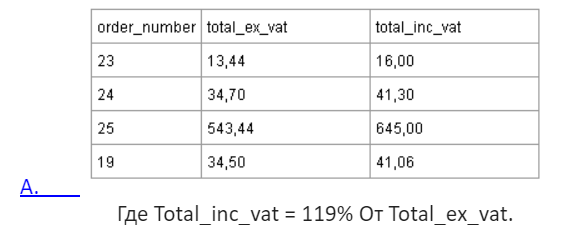 order_number total_ex_vat total_inc_vat
23 13,44 16,00
24 34,70 41,30
25 543,44 645,00
19 34,50 41,06
A.
Где Total_inc_vat = 119% От Total_ex_vat.